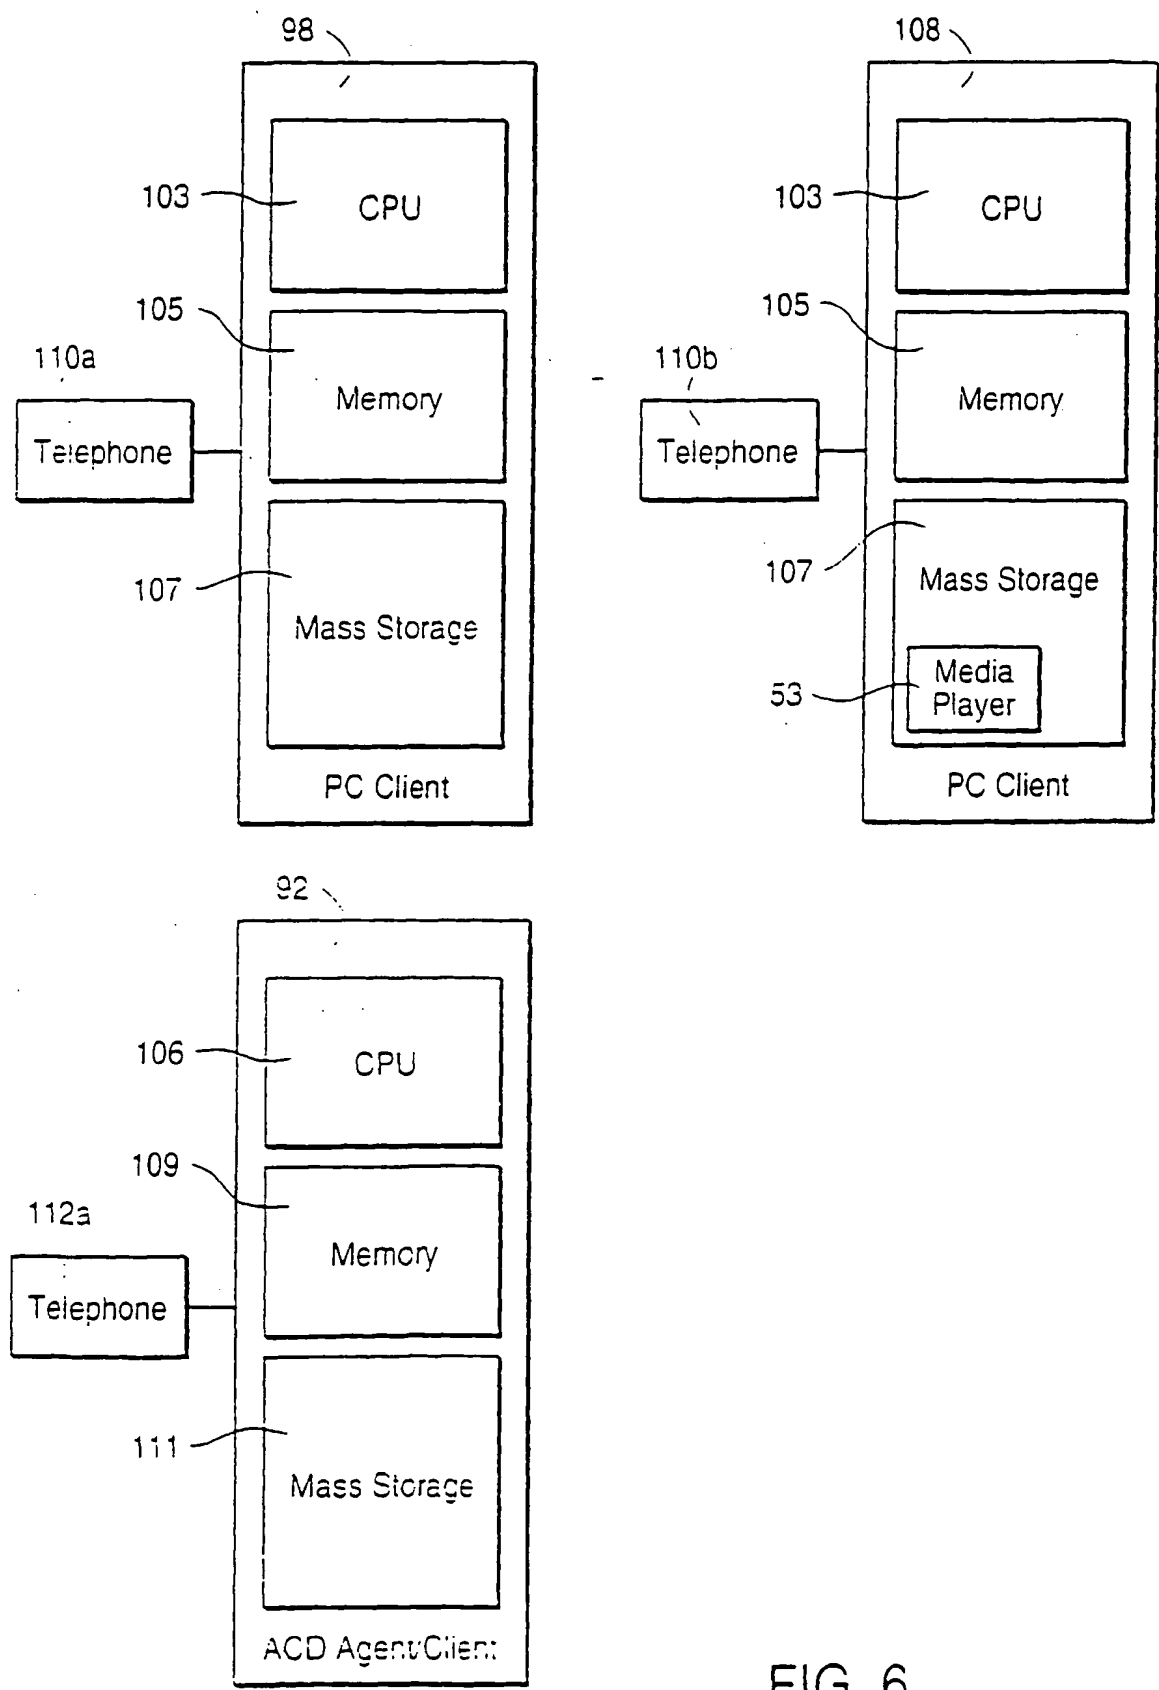 98
103
CPU
105
110a
Memory
Telephone
107
Mass Storage
PC Client
108
103
CPU
105
110b
Memory
Telephone
107
Mass Storage
53
Media
Player
PC Client
92
106
CPU
109
112a
Memory
Telephone
111
Mass Storage
ACD Agent/Client
FIG. 6